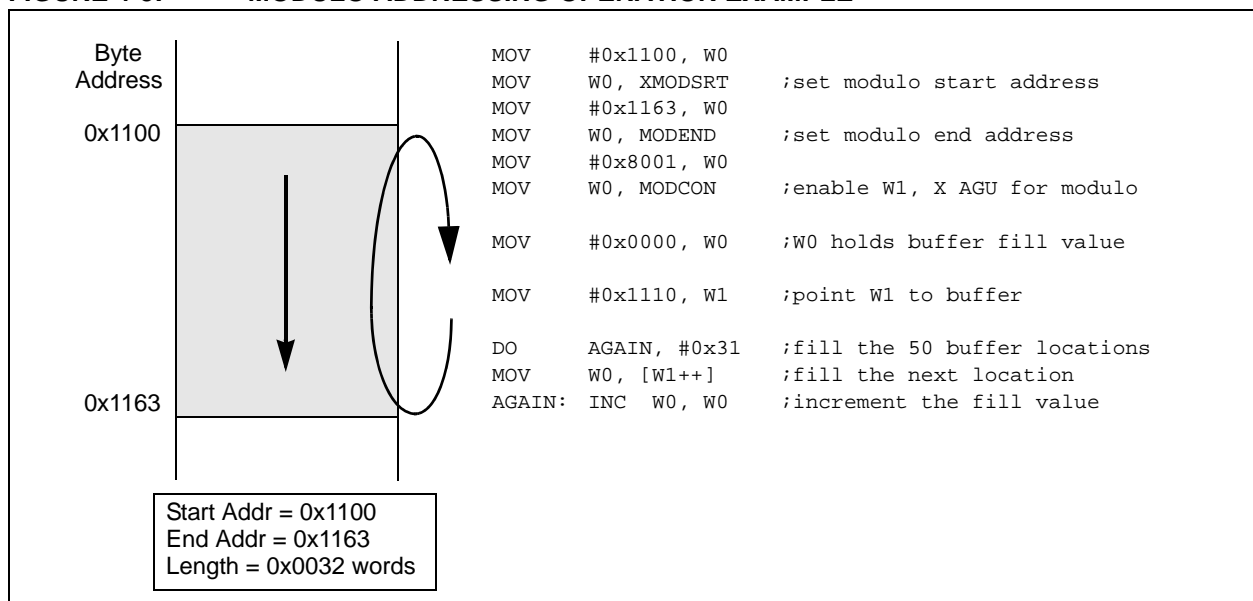 Byte
Address
0x1100
0x1163
MOV #0x1100, W0
MOV W0, XMODSRT ;set modulo start address
MOV #0x1163, W0
MOV W0, MODEND ;set modulo end address
MOV #0x8001, W0
MOV W0, MODCON ;enable W1, X AGU for modulo
MOV #0x0000, W0 ;W0 holds buffer fill value
MOV #0x1110, W1 ;point W1 to buffer
DO AGAIN, #0x31 ;fill the 50 buffer locations
MOV W0, [W1++] ;fill the next location
AGAIN: INC W0, W0 ;increment the fill value
Start Addr = 0x1100
End Addr = 0x1163
Length = 0x0032 words